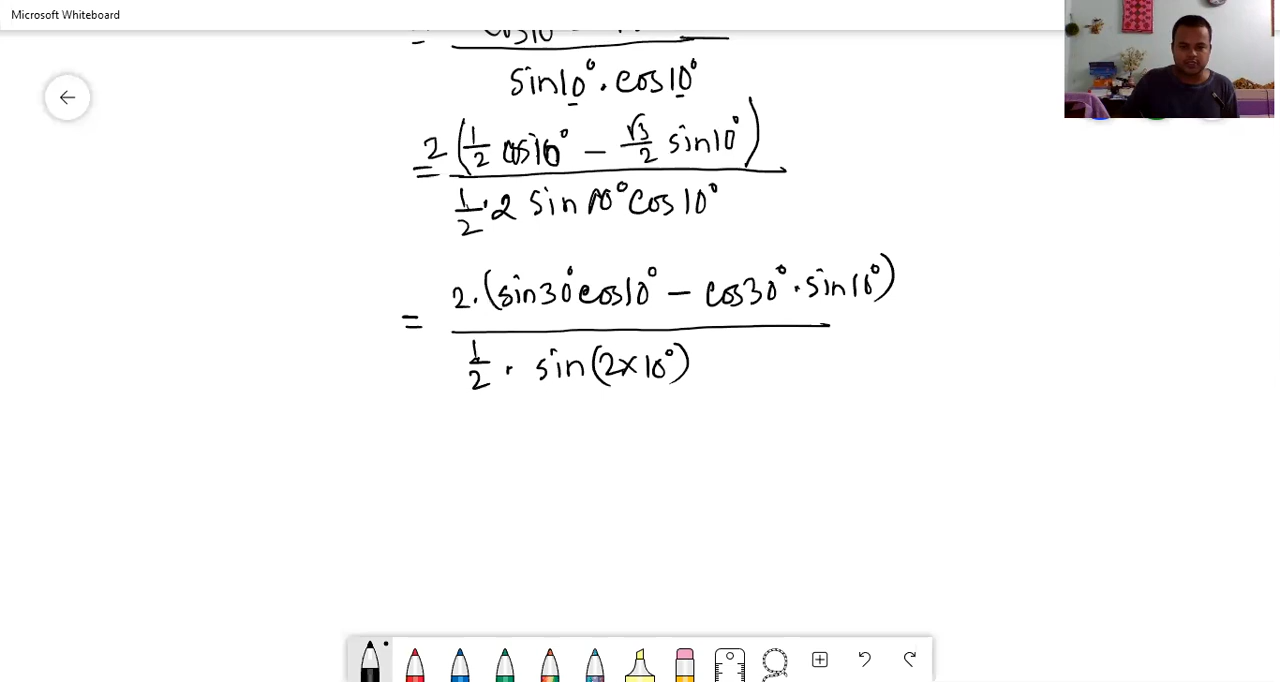 Microsoft Whiteboard
sin10°. cos10°
= 2 (1/2 cos10° - √3/2 sin10°)
1/2 . 2 sin10° cos10°
= 2. (sin30° cos10° - cos30° . sin10°)
1/2 . sin(2×10°)